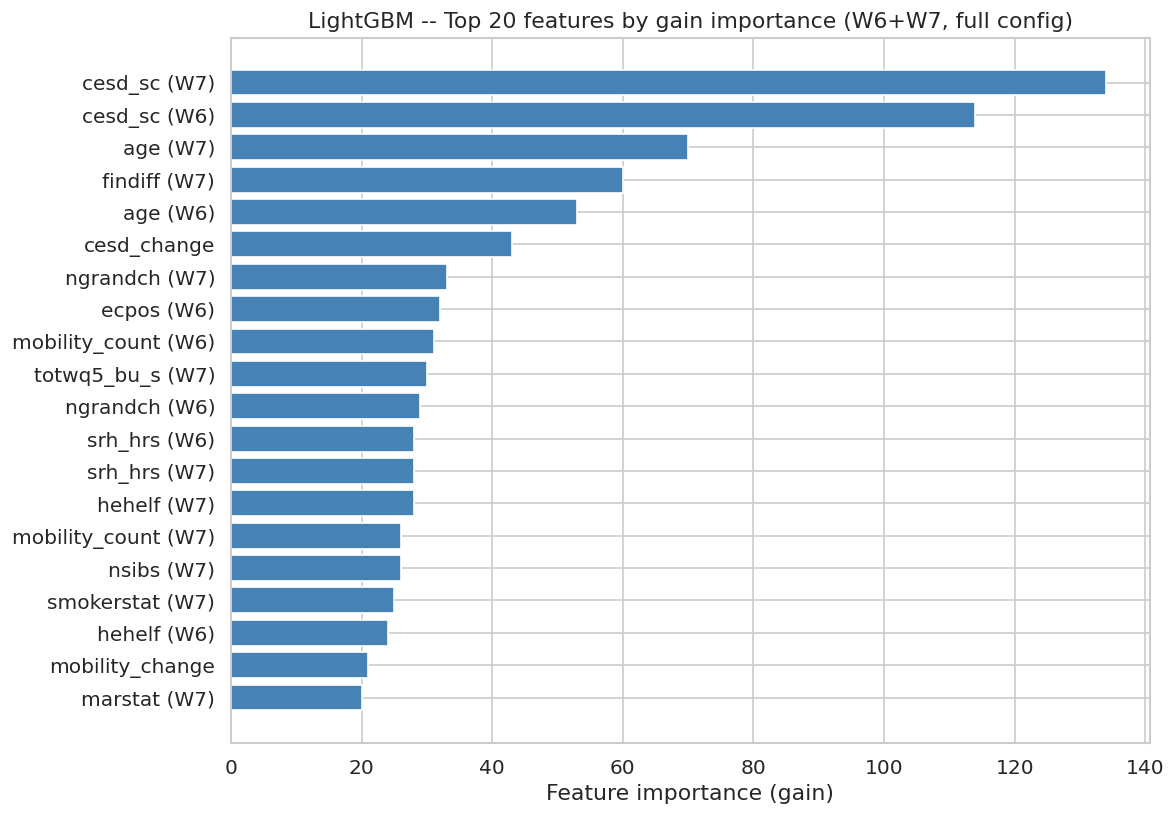 LightGBM -- Top 20 features by gain importance (W6+W7, full config)
cesd_sc (W7)
cesd_sc (W6)
age (W7)
findiff (W7)
age (W6)
cesd_change
ngrandch (W7)
ecpos (W6)
mobility_count (W6)
totwq5_bu_s (W7)
ngrandch (W6)
srh_hrs (W6)
srh_hrs (W7)
hehelf (W7)
mobility_count (W7)
nsibs (W7)
smokerstat (W7)
hehelf (W6)
mobility_change
marstat (W7)
0 20 40 60 80 100 120 140
Feature importance (gain)